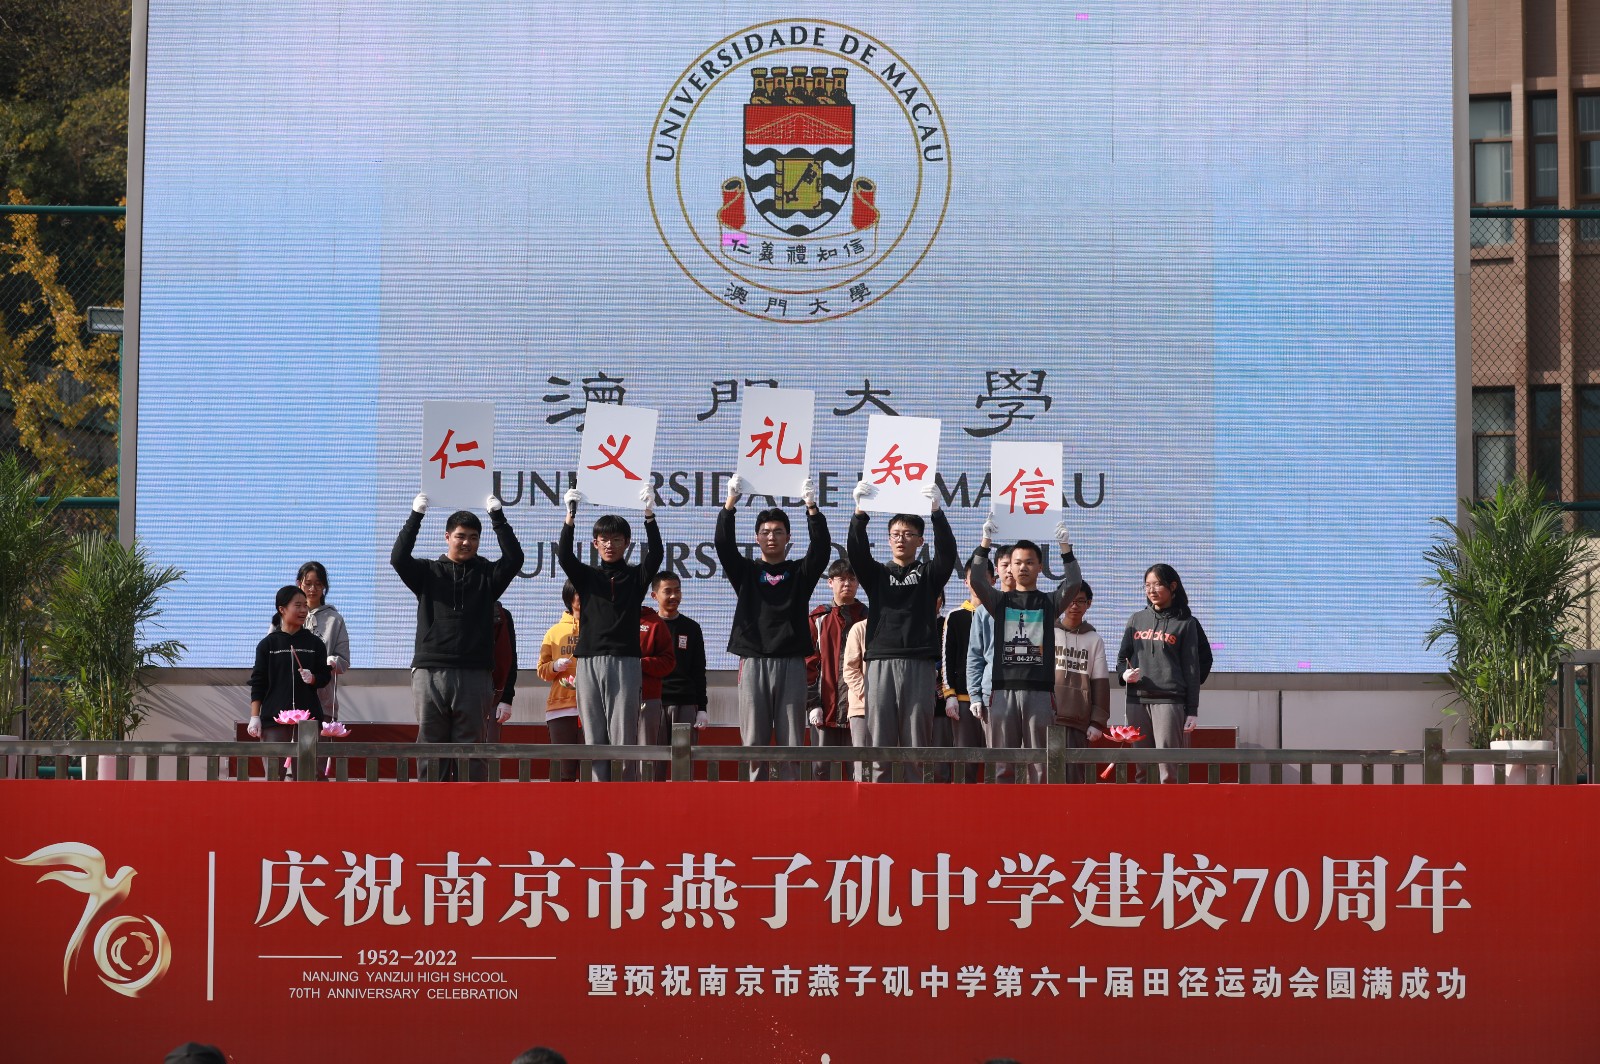 UNIVERSIDADE DE MACAU
仁義禮知信
澳門大學
澳門大學
仁
义
礼
知
信
adidas
04-27-
庆祝南京市燕子矶中学建校70周年
1952-2022
NANJING YANZIJI HIGH SHCOOL
70TH ANNIVERSARY CELEBRATION
暨预祝南京市燕子矶中学第六十届田径运动会圆满成功